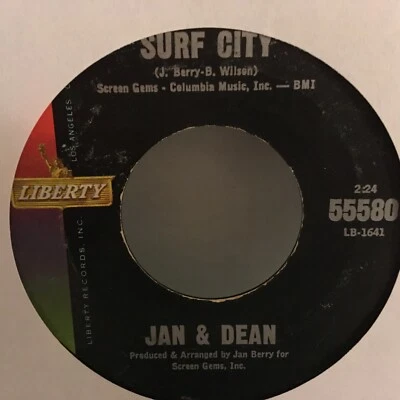 SURF CITY
(J. Berry-B. Wilson)
Screen Gems - Columbia Music, Inc. — BMI
LIBERTY
LIBERTY RECORDS, INC.
LOS ANGELES
2:24
55580
LB-1641
JAN & DEAN
Produced & Arranged by Jan Berry for
Screen Gems, Inc.